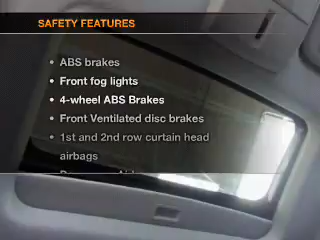 SAFETY FEATURES
• ABS brakes
• Front fog lights
• 4-wheel ABS Brakes
• Front Ventilated disc brakes
• 1st and 2nd row curtain head
airbags